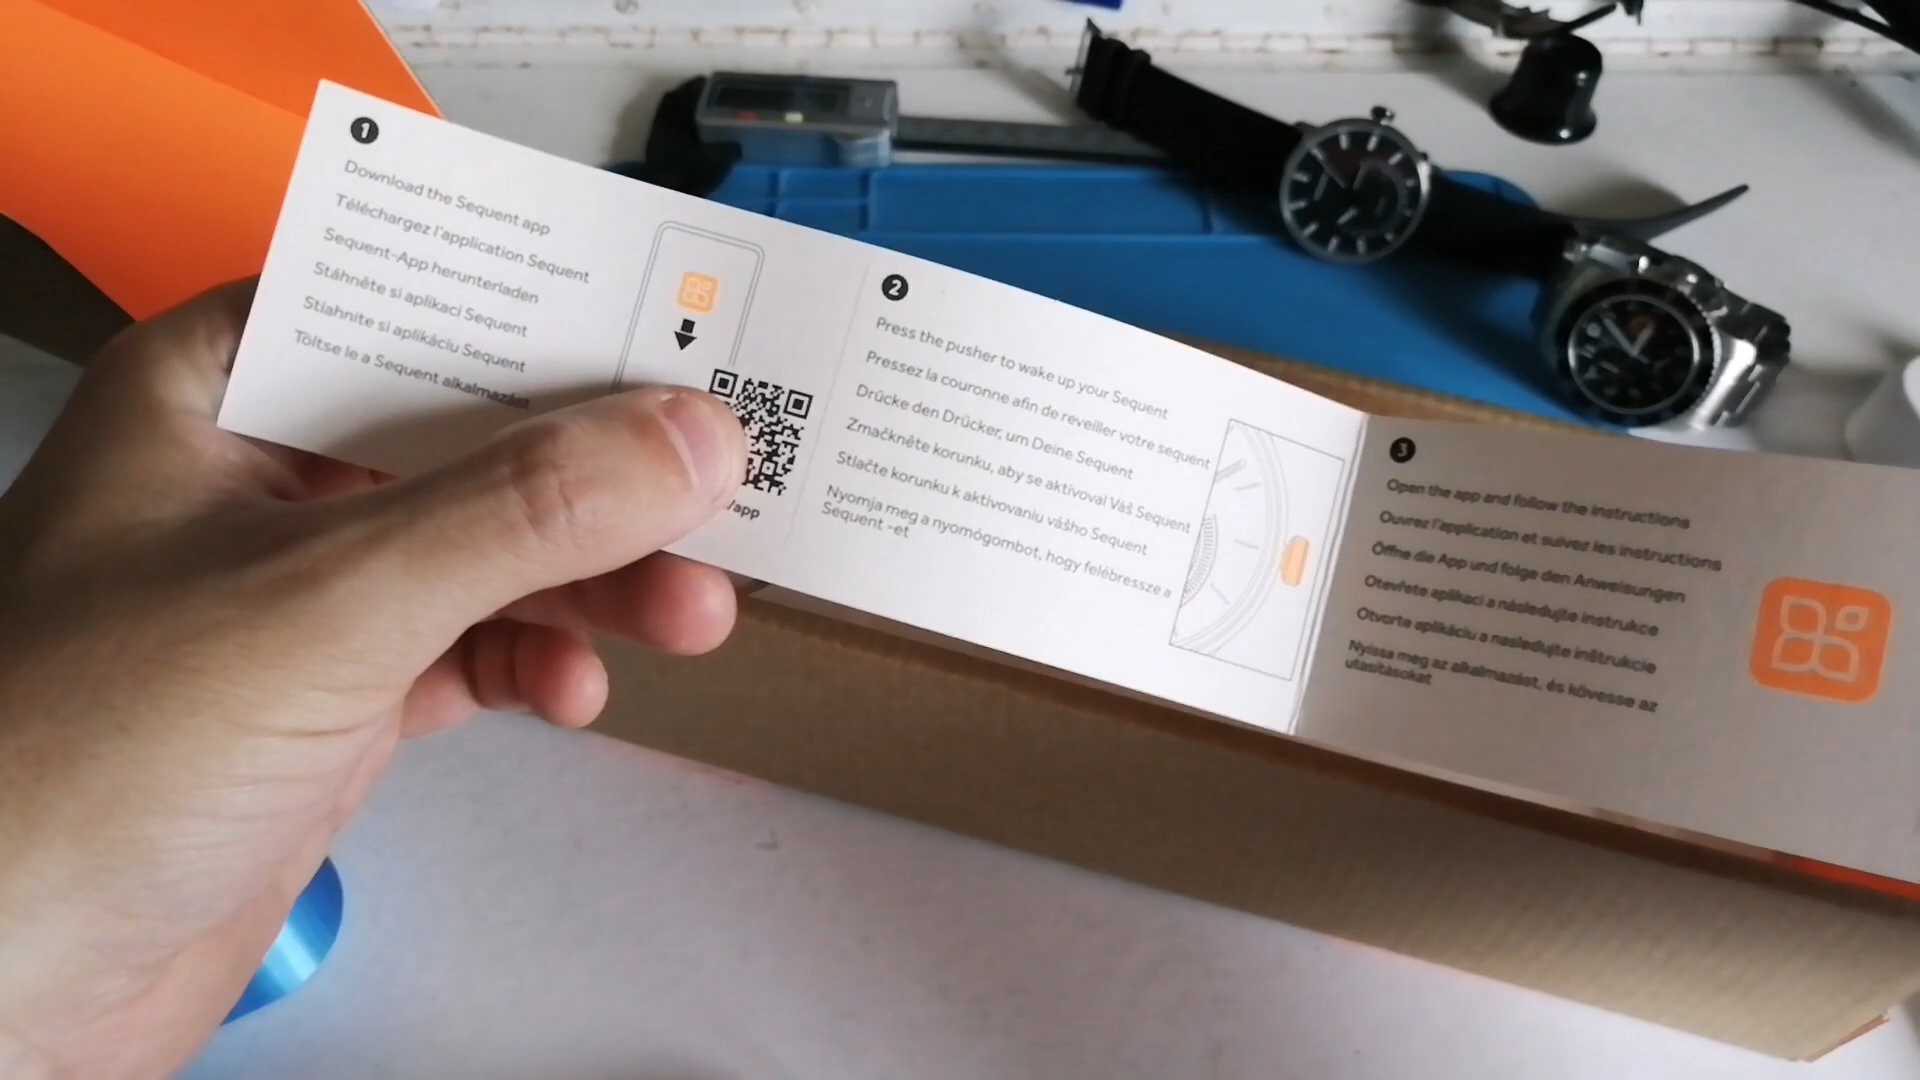 1
Download the Sequent app
Téléchargez l'application Sequent
Sequent-App herunterladen
Stáhněte si aplikaci Sequent
Stiahnite si aplikáciu Sequent
Töltse le a Sequent alkalmazást
/app
2
Press the pusher to wake up your Sequent
Pressez la couronne afin de reveiller votre sequent
Drücke den Drücker, um Deine Sequent
Zmačkněte korunku, aby se aktivoval Váš Sequent
Stlačte korunku k aktivovaniu vášho Sequent
Nyomja meg a nyomógombot, hogy felébressze a
Sequent -et
3
Open the app and follow the instructions
Ouvrez l'application et suivez les instructions
Öffne die App und folge den Anweisungen
Otevřete aplikaci a následujte instrukce
Otvorte aplikáciu a nasledujte inštrukcie
Nyissa meg az alkalmazást, és kövesse az
utasításokat